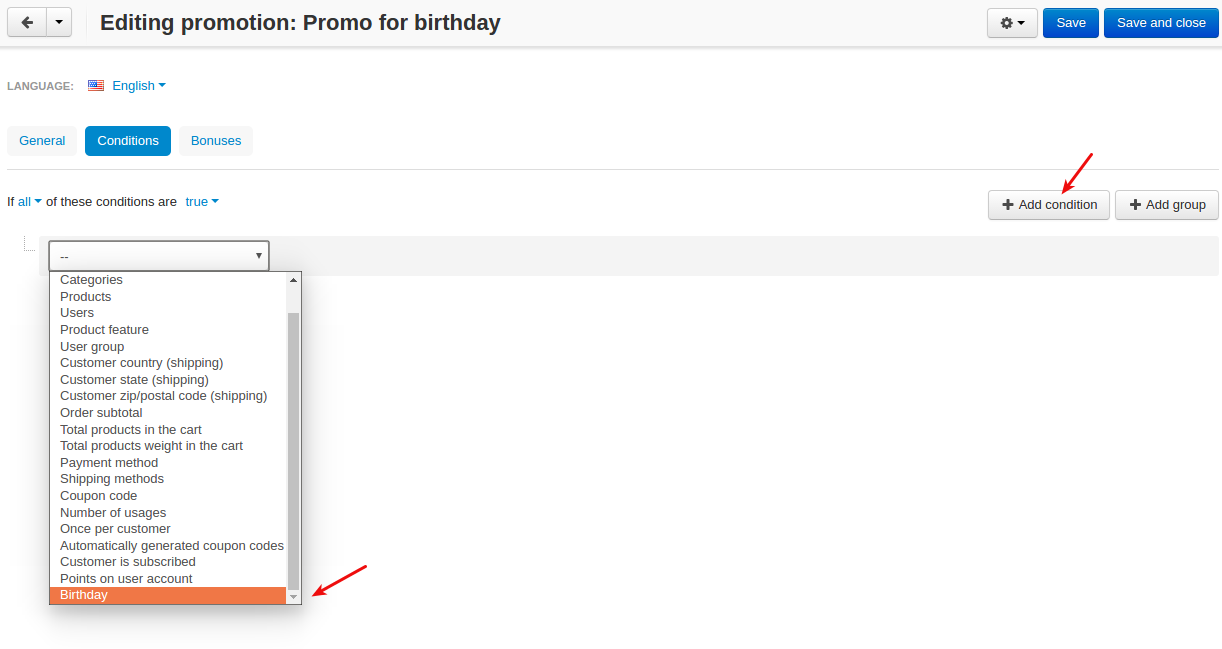 Editing promotion: Promo for birthday
Save
Save and close
LANGUAGE: English
General
Conditions
Bonuses
If all of these conditions are true
Add condition
Add group
--
Categories
Products
Users
Product feature
User group
Customer country (shipping)
Customer state (shipping)
Customer zip/postal code (shipping)
Order subtotal
Total products in the cart
Total products weight in the cart
Payment method
Shipping methods
Coupon code
Number of usages
Once per customer
Automatically generated coupon codes
Customer is subscribed
Points on user account
Birthday